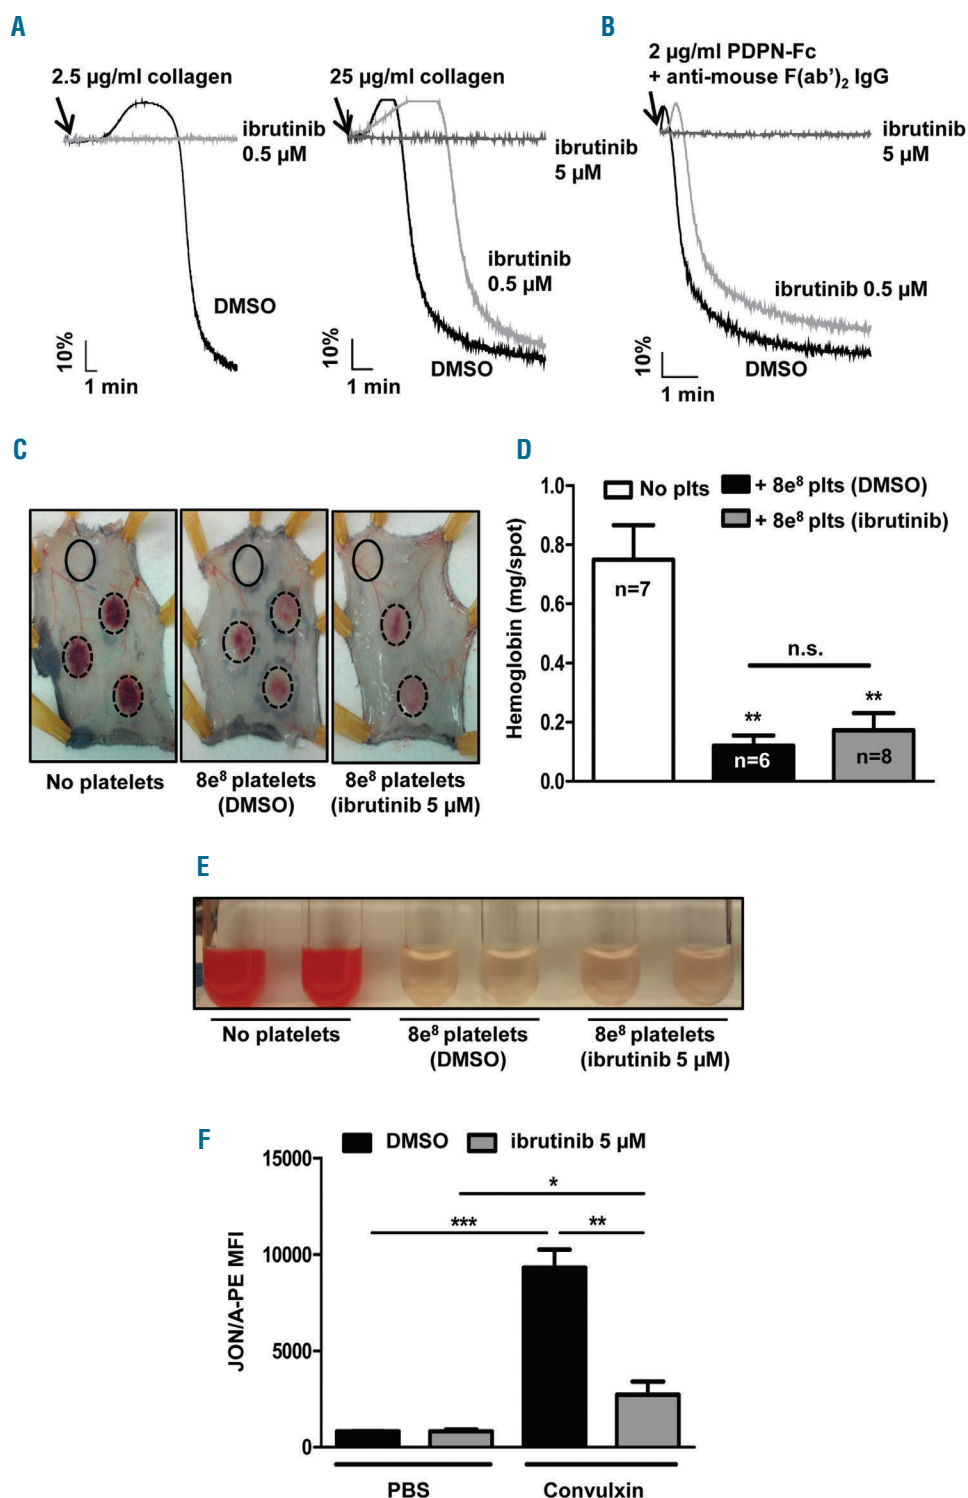 A
B
2.5 µg/ml collagen
25 µg/ml collagen
2 µg/ml PDPN-Fc
+ anti-mouse F(ab’)₂ IgG
ibrutinib
0.5 µM
ibrutinib
5 µM
ibrutinib
5 µM
ibrutinib
0.5 µM
ibrutinib 0.5 µM
DMSO
DMSO
DMSO
10%
1 min
10%
1 min
10%
1 min
C
D
No platelets
8e⁸ platelets
(DMSO)
8e⁸ platelets
(ibrutinib 5 µM)
No plts
+ 8e⁸ plts (DMSO)
+ 8e⁸ plts (ibrutinib)
Hemoglobin (mg/spot)
1.0
0.8
0.6
0.4
0.2
0.0
n=7
n.s.
**
**
n=6
n=8
E
No platelets
8e⁸ platelets
(DMSO)
8e⁸ platelets
(ibrutinib 5 µM)
F
DMSO
ibrutinib 5 µM
JON/A-PE MFI
15000
10000
5000
0
*
***
**
PBS
Convulxin